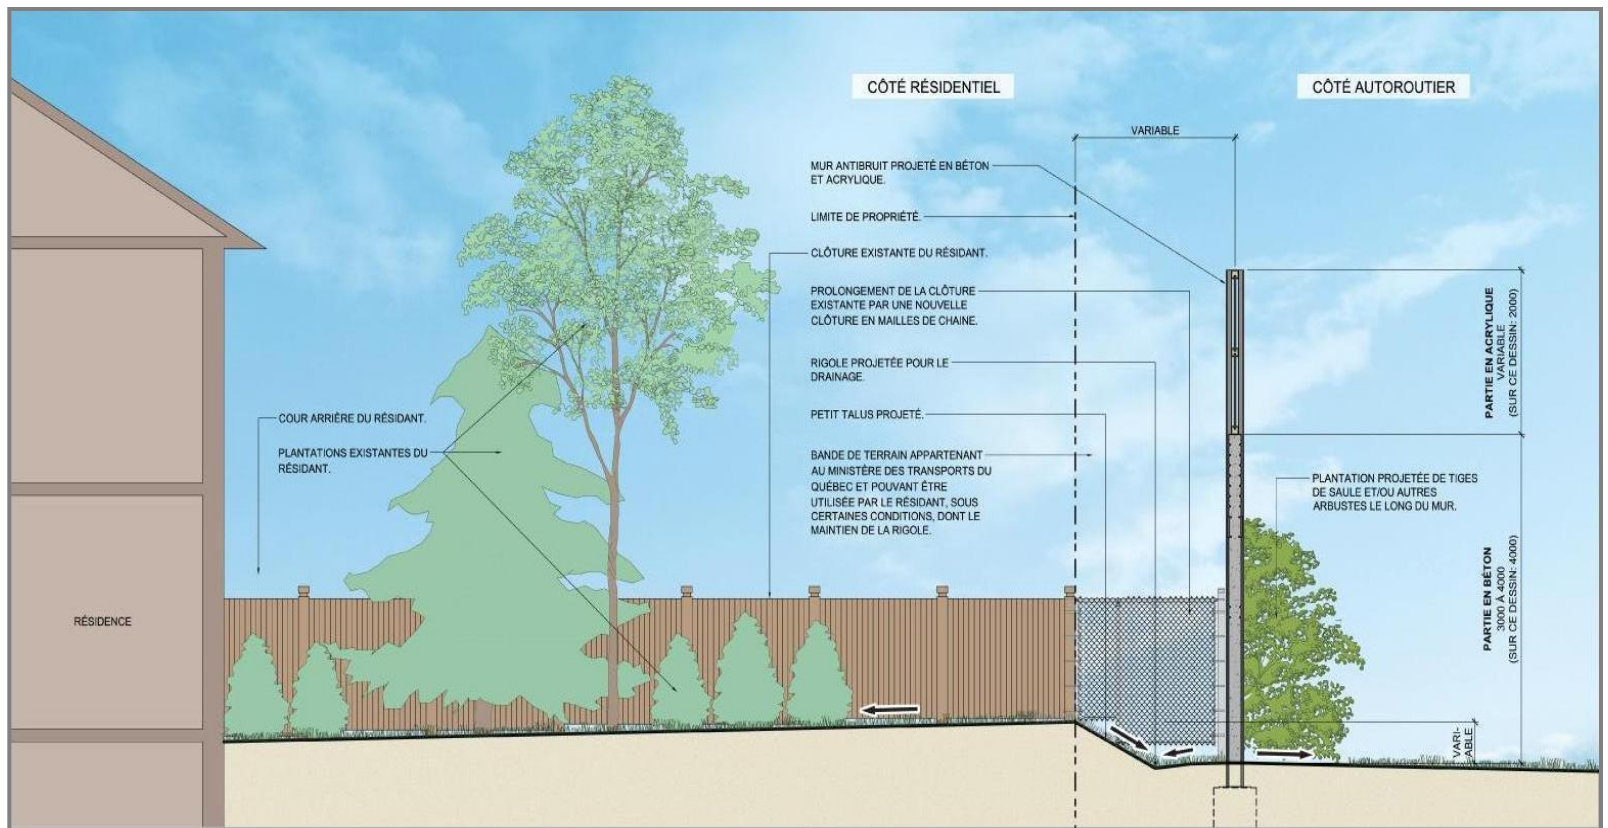 CÔTÉ RÉSIDENTIEL
CÔTÉ AUTOROUTIER
VARIABLE
MUR ANTIBRUIT PROJETÉ EN BÉTON
ET ACRYLIQUE.
LIMITE DE PROPRIÉTÉ.
CLÔTURE EXISTANTE DU RÉSIDANT.
PROLONGEMENT DE LA CLÔTURE
EXISTANTE PAR UNE NOUVELLE
CLÔTURE EN MAILLES DE CHAINE.
RIGOLE PROJETÉE POUR LE
DRAINAGE.
PETIT TALUS PROJETÉ.
BANDE DE TERRAIN APPARTENANT
AU MINISTÈRE DES TRANSPORTS DU
QUÉBEC ET POUVANT ÊTRE
UTILISÉE PAR LE RÉSIDANT, SOUS
CERTAINES CONDITIONS, DONT LE
MAINTIEN DE LA RIGOLE.
COUR ARRIÈRE DU RÉSIDANT.
PLANTATIONS EXISTANTES DU
RÉSIDANT.
RÉSIDENCE
PARTIE EN ACRYLIQUE
VARIABLE
(SUR CE DESSIN: 2000)
PLANTATION PROJETÉE DE TIGES
DE SAULE ET/OU AUTRES
ARBUSTES LE LONG DU MUR.
PARTIE EN BÉTON
3000 À 4000
(SUR CE DESSIN: 4000)
VARI-
ABLE